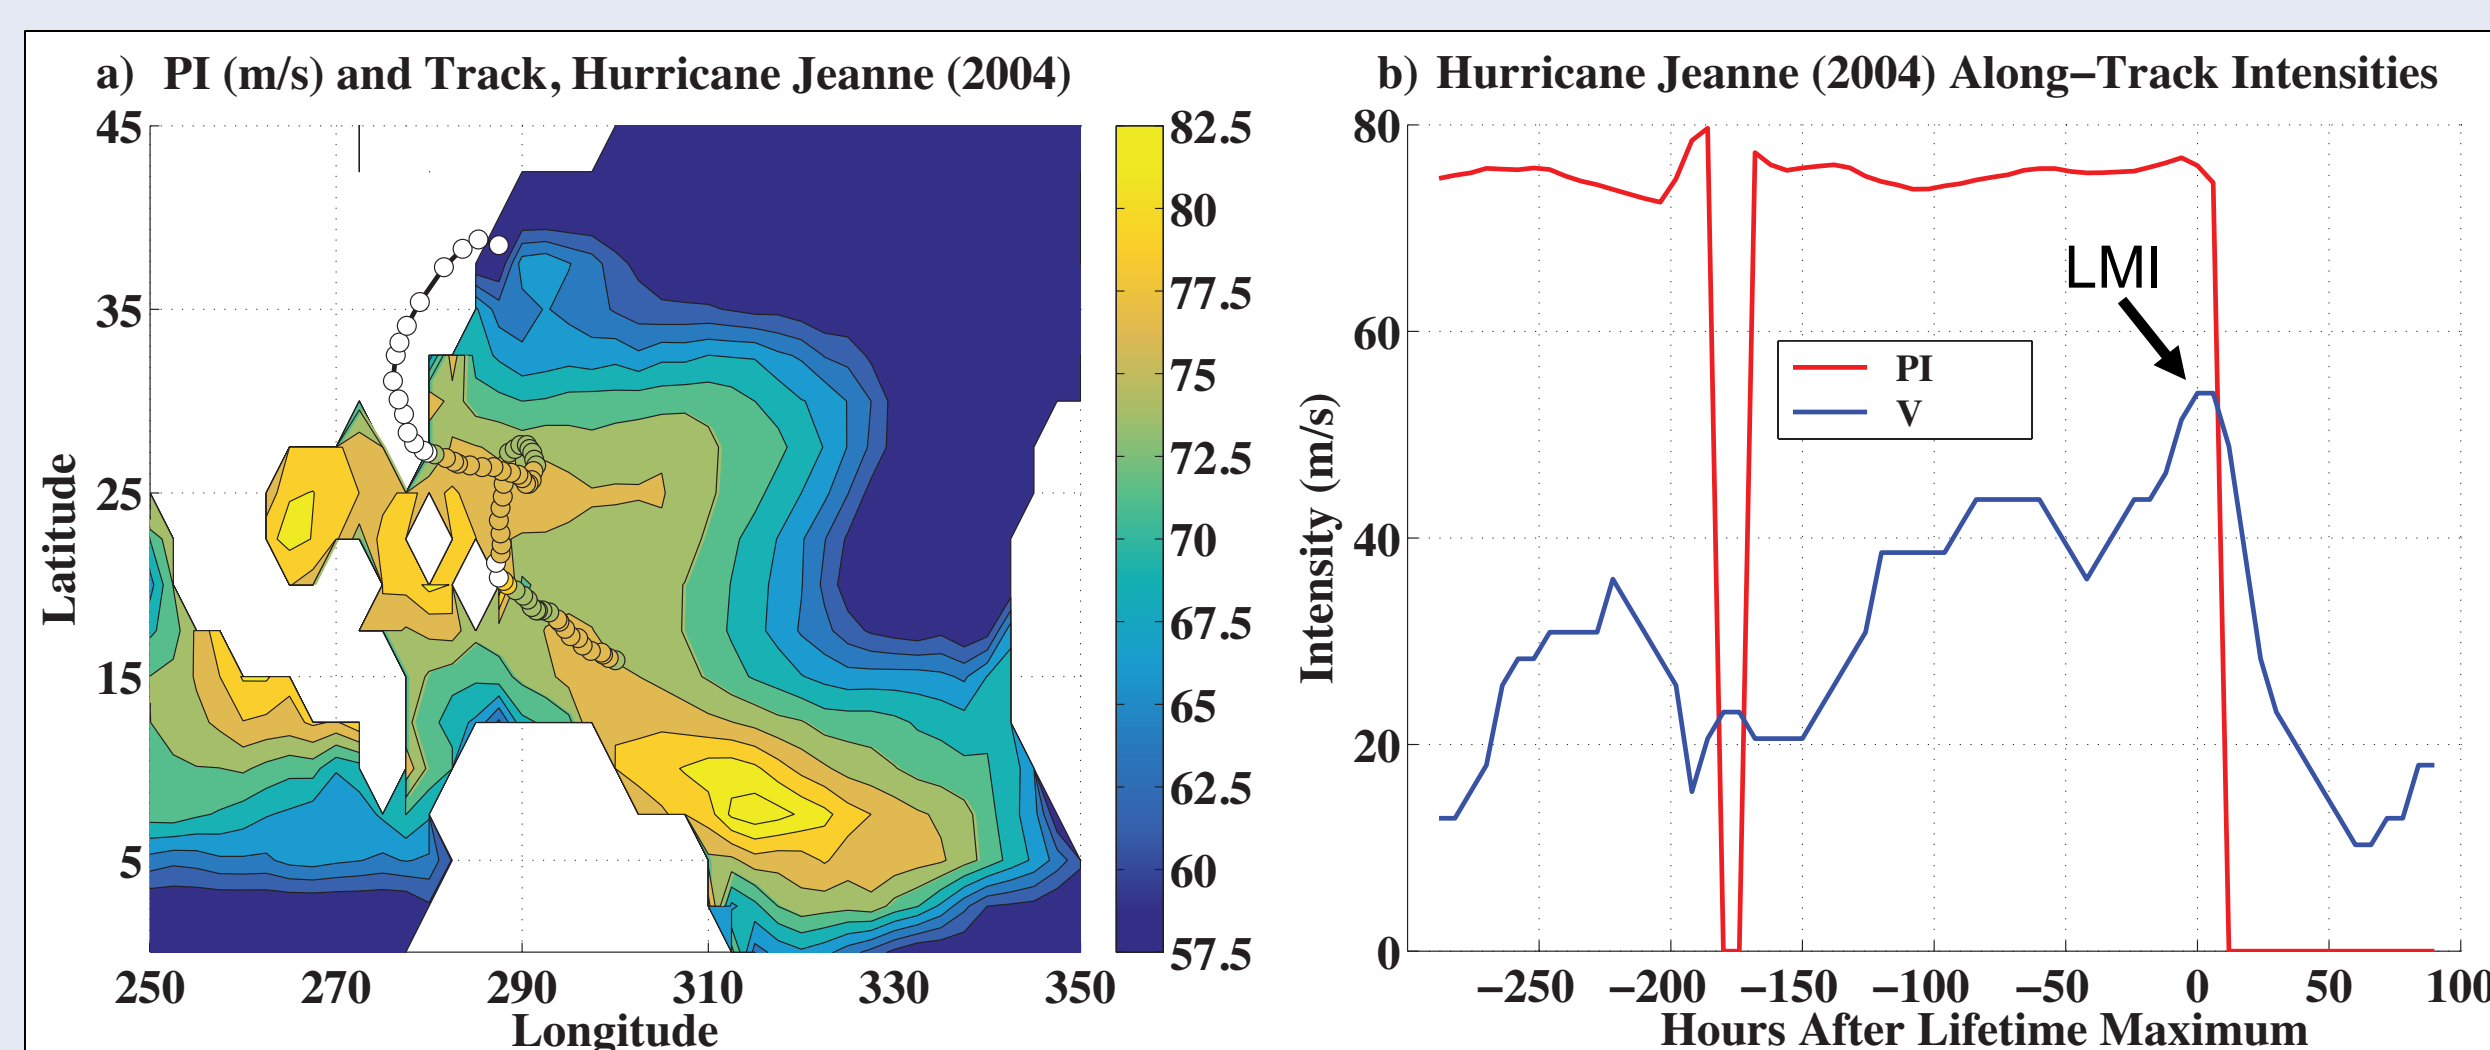 a) PI (m/s) and Track, Hurricane Jeanne (2004)
45
35
25
15
5
Latitude
250 270 290 310 330 350
Longitude
82.5
80
77.5
75
72.5
70
67.5
65
62.5
60
57.5
b) Hurricane Jeanne (2004) Along−Track Intensities
80
60
40
20
0
Intensity (m/s)
LMI
PI
V
−250 −200 −150 −100 −50 0 50 100
Hours After Lifetime Maximum